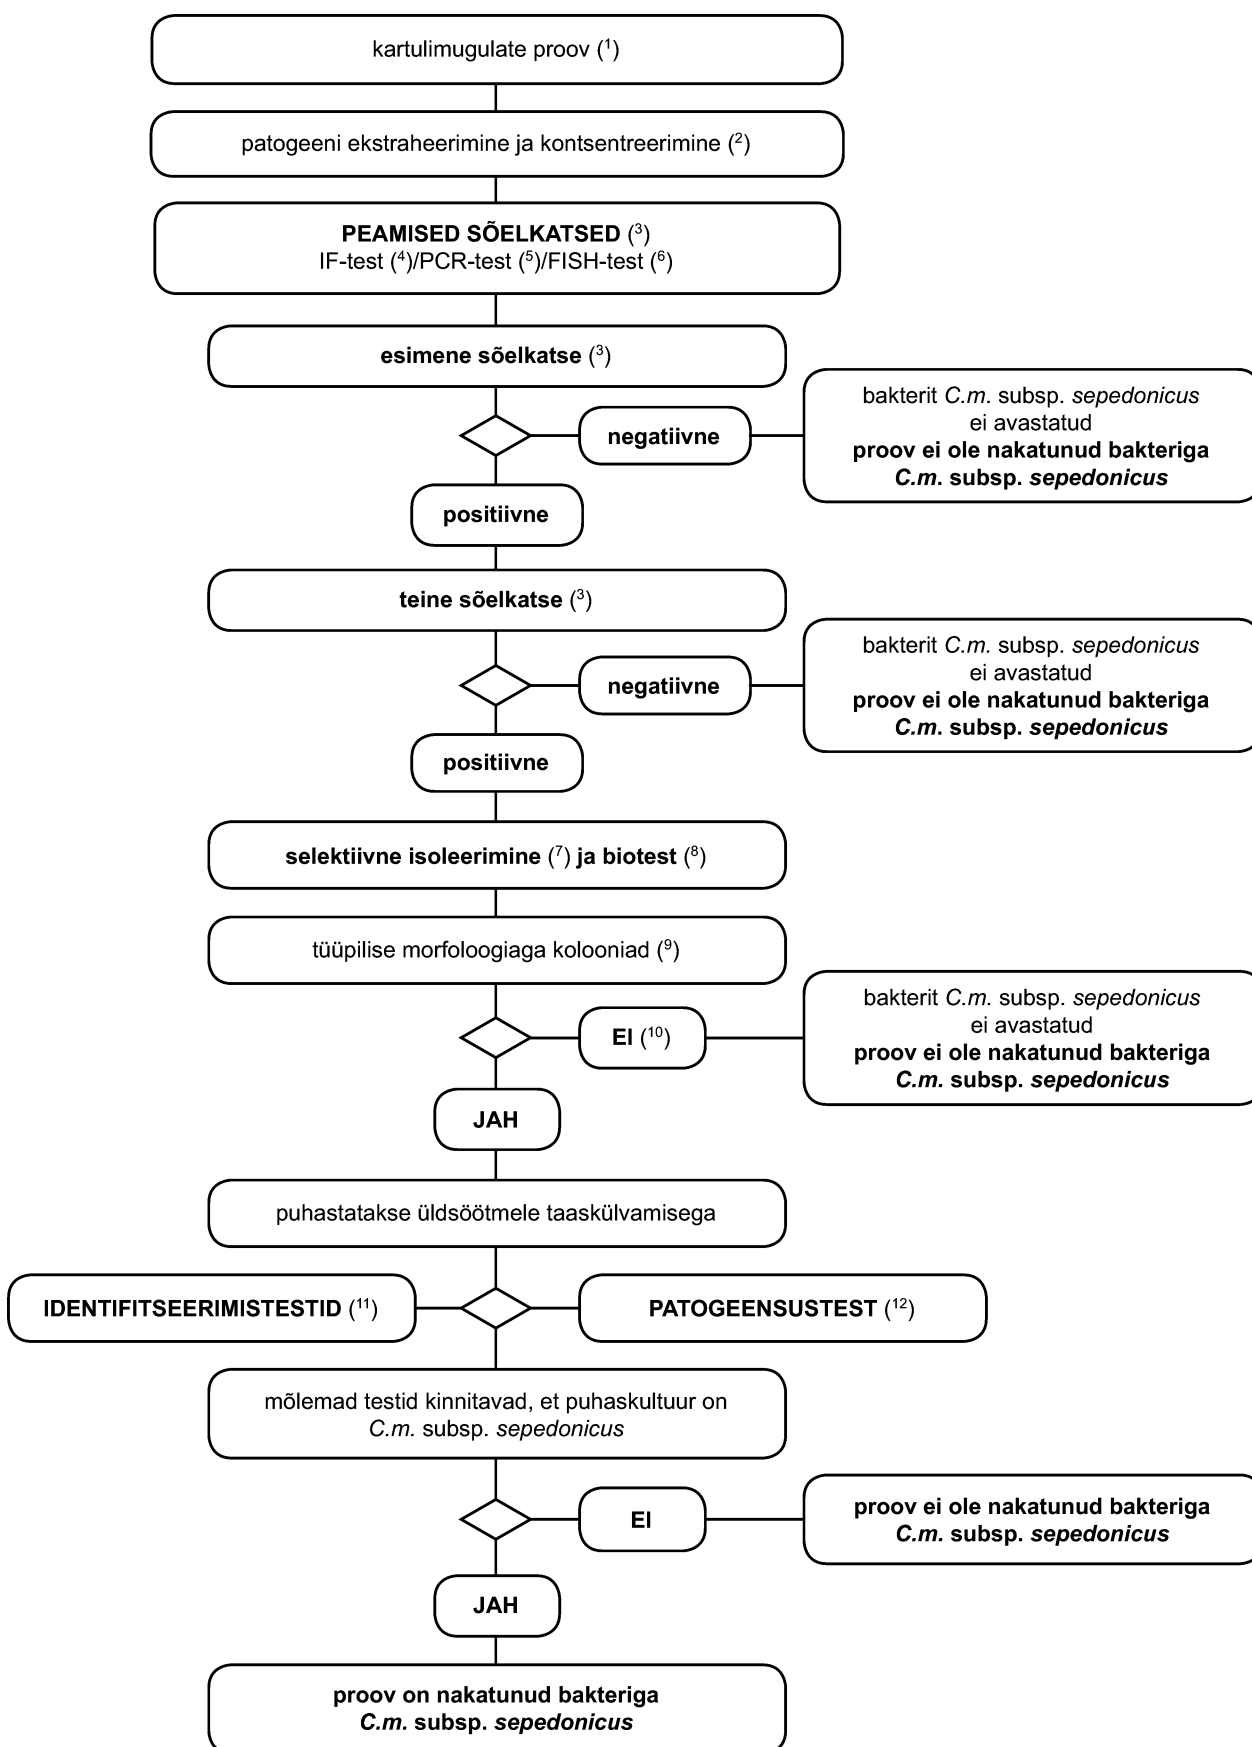 kartulimugulate proov (¹)
patogeeni ekstraheerimine ja kontsentreerimine (²)
PEAMISED SÕELKATSED (³)
IF-test (⁴)/PCR-test (⁵)/FISH-test (⁶)
esimene sõelkatse (³)
negatiivne
bakterit C.m. subsp. sepedonicus
ei avastatud
proov ei ole nakatunud bakteriga
C.m. subsp. sepedonicus
positiivne
teine sõelkatse (³)
negatiivne
bakterit C.m. subsp. sepedonicus
ei avastatud
proov ei ole nakatunud bakteriga
C.m. subsp. sepedonicus
positiivne
selektiivne isoleerimine (⁷) ja biotest (⁸)
tüüpilise morfoloogiaga kolooniad (⁹)
EI (¹⁰)
bakterit C.m. subsp. sepedonicus
ei avastatud
proov ei ole nakatunud bakteriga
C.m. subsp. sepedonicus
JAH
puhastatakse üldsöötmele taaskülvamisega
IDENTIFITSEERIMISTESTID (¹¹)
PATOGEENSUSTEST (¹²)
mõlemad testid kinnitavad, et puhaskultuur on
C.m. subsp. sepedonicus
EI
proov ei ole nakatunud bakteriga
C.m. subsp. sepedonicus
JAH
proov on nakatunud bakteriga
C.m. subsp. sepedonicus